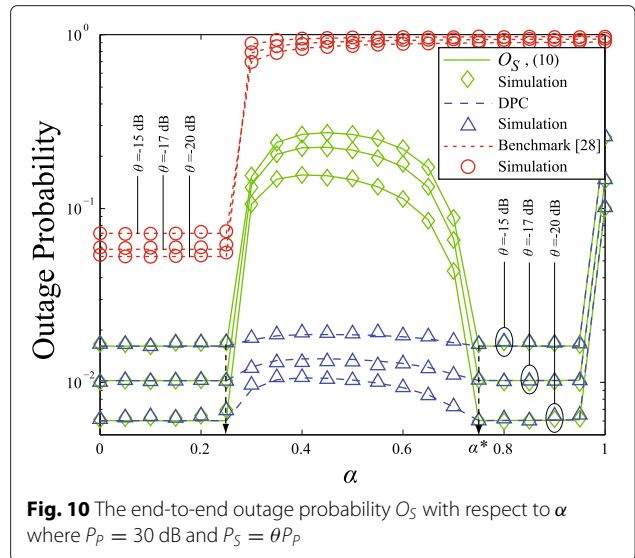 10^0
10^{-1}
10^{-2}
Outage Probability
O_S , (10)
Simulation
DPC
Simulation
Benchmark [28]
Simulation
θ=-15 dB
θ=-17 dB
θ=-20 dB
θ=-15 dB
θ=-17 dB
θ=-20 dB
0 0.2 0.4 0.6 α* 0.8 1
α
Fig. 10 The end-to-end outage probability O_S with respect to α
where P_P = 30 dB and P_S = θP_P